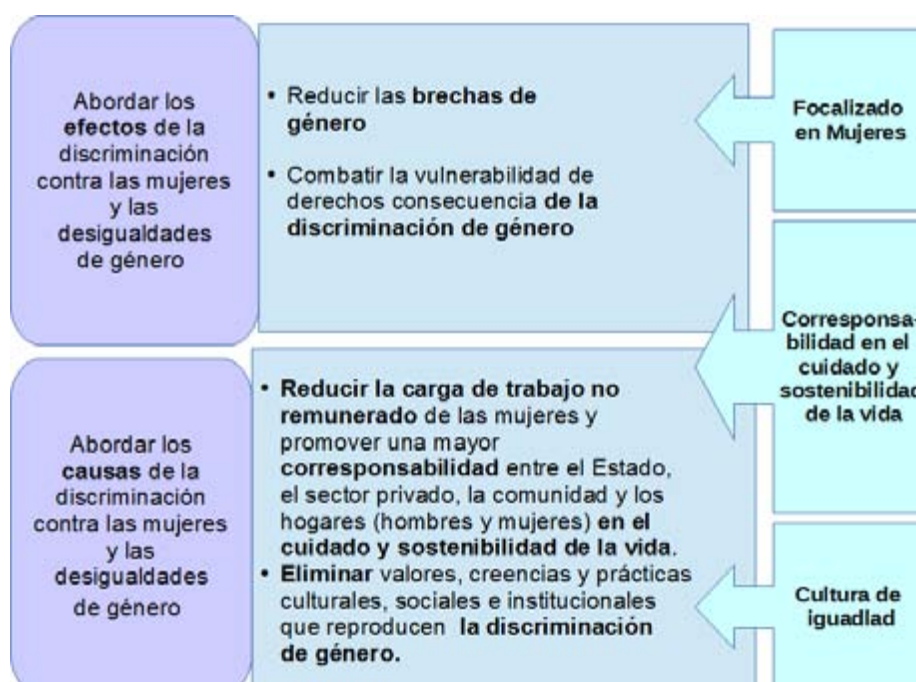 Abordar los
efectos de la
discriminación
contra las mujeres
y las
desigualdades
de género
• Reducir las brechas de
género
• Combatir la vulnerabilidad de
derechos consecuencia de la
discriminación de género
Focalizado
en Mujeres
Corresponsa-
bilidad en el
cuidado y
sostenibilidad
de la vida
Abordar los
causas de la
discriminación
contra las mujeres
y las
desigualdades
de género
• Reducir la carga de trabajo no
remunerado de las mujeres y
promover una mayor
corresponsabilidad entre el Estado,
el sector privado, la comunidad y los
hogares (hombres y mujeres) en el
cuidado y sostenibilidad de la vida.
• Eliminar valores, creencias y prácticas
culturales, sociales e institucionales
que reproducen la discriminación
de género.
Cultura de
iguadlad